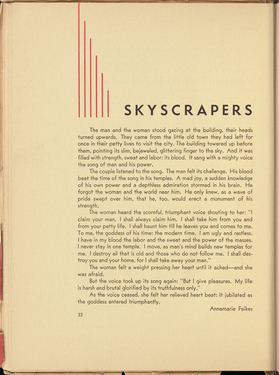 SKYSCRAPERS
The man and the woman stood gazing at the building, their heads
turned upwards. They came from the little old town they had left for
once in their petty lives to visit the city. The building towered up before
them, pointing its slim, bejeweled, glittering finger to the sky. And it was
filled with strength, sweat and labor: its blood. It sang with a mighty voice
the song of man and his power.
The couple listened to the song. The man felt its challenge. His blood
beat the time of the song in his temples. A mad joy, a sudden knowledge
of his own power and a depthless admiration stormed in his brain. He
forgot the woman and the world near him. He only knew, as a wave of
pride swept over him, that he, too, would erect a monument of his
strength.
The woman heard the scornful, triumphant voice shouting to her: "I
claim your man. I shall always claim him. I shall take him from you and
from your petty life. I shall haunt him till he leaves you and comes to me.
To me, the goddess of his time: the modern time. I am ugly and restless.
I have in my blood the labor and the sweat and the power of the masses.
I never stay in one temple. I move, as man's mind builds new temples for
me. I destroy all that is old and those who do not follow me. I shall des-
troy you and your home, for I shall take away your man."
The woman felt a weight pressing her heart until it ached—and she
was afraid.
But the voice took up its song again: "But I give pleasures. My life
is harsh and brutal glorified by its truthfulness only."
As the voice ceased, she felt her relieved heart beat: it jubilated as
the goddess entered triumphantly.
Annemarie Feikes
32